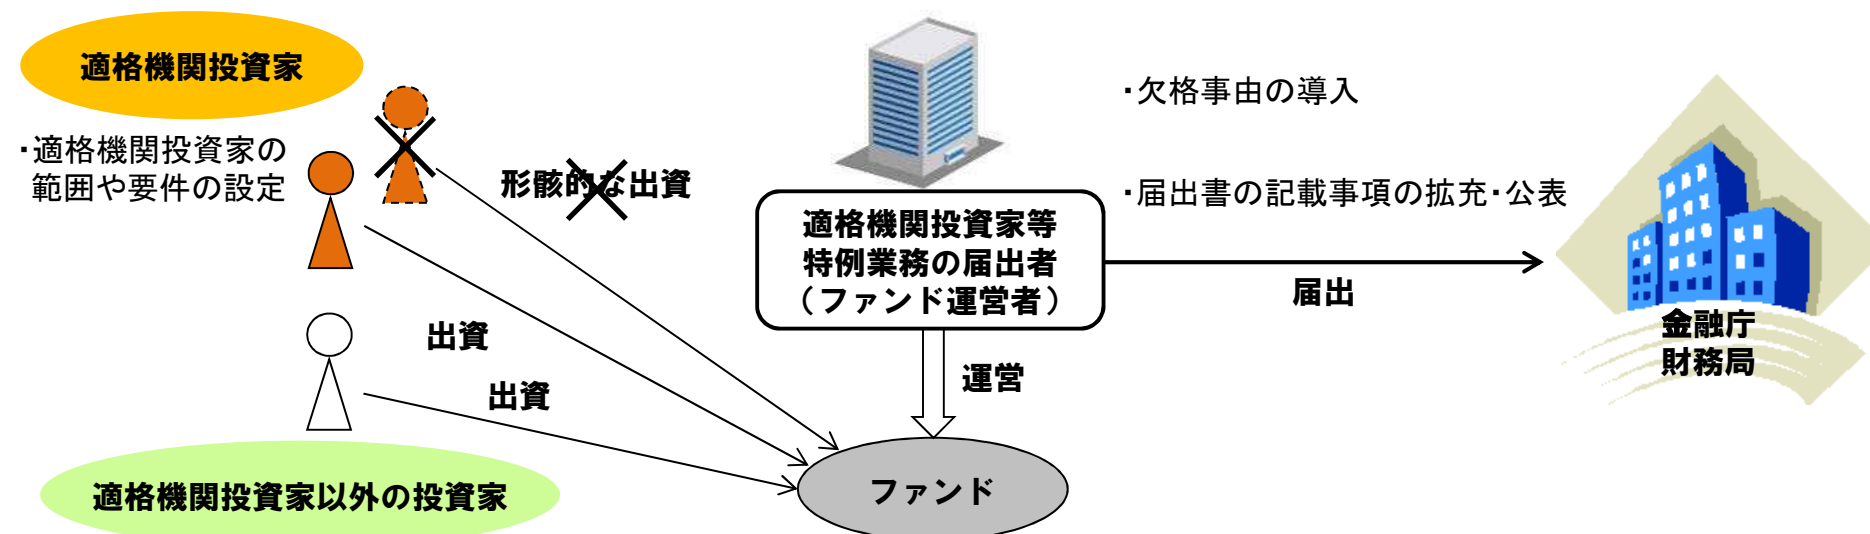 適格機関投資家
・適格機関投資家の
範囲や要件の設定
形骸的な出資
出資
出資
適格機関投資家以外の投資家
適格機関投資家等
特例業務の届出者
（ファンド運営者）
運営
ファンド
・欠格事由の導入
・届出書の記載事項の拡充・公表
届出
金融庁
財務局